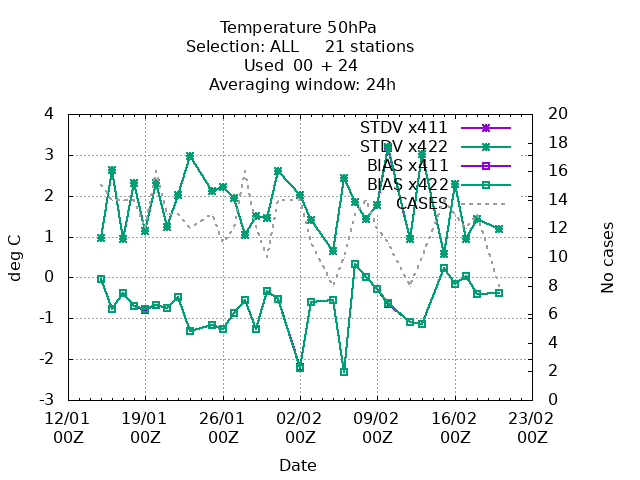 Temperature 50hPa
Selection: ALL 21 stations
Used 00 + 24
Averaging window: 24h
STDV x411
STDV x422
BIAS x411
BIAS x422
CASES
4
3
2
1
0
-1
-2
-3
deg C
20
18
16
14
12
10
8
6
4
2
0
No cases
12/01 19/01 26/01 02/02 09/02 16/02 23/02
00Z 00Z 00Z 00Z 00Z 00Z 00Z
Date